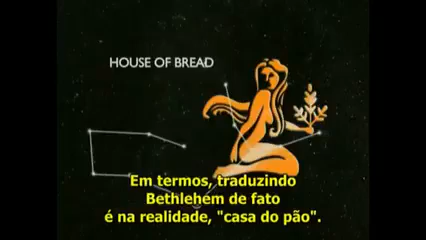 HOUSE OF BREAD
Em termos, traduzindo
Bethlehem de fato
é na realidade, "casa do pão".